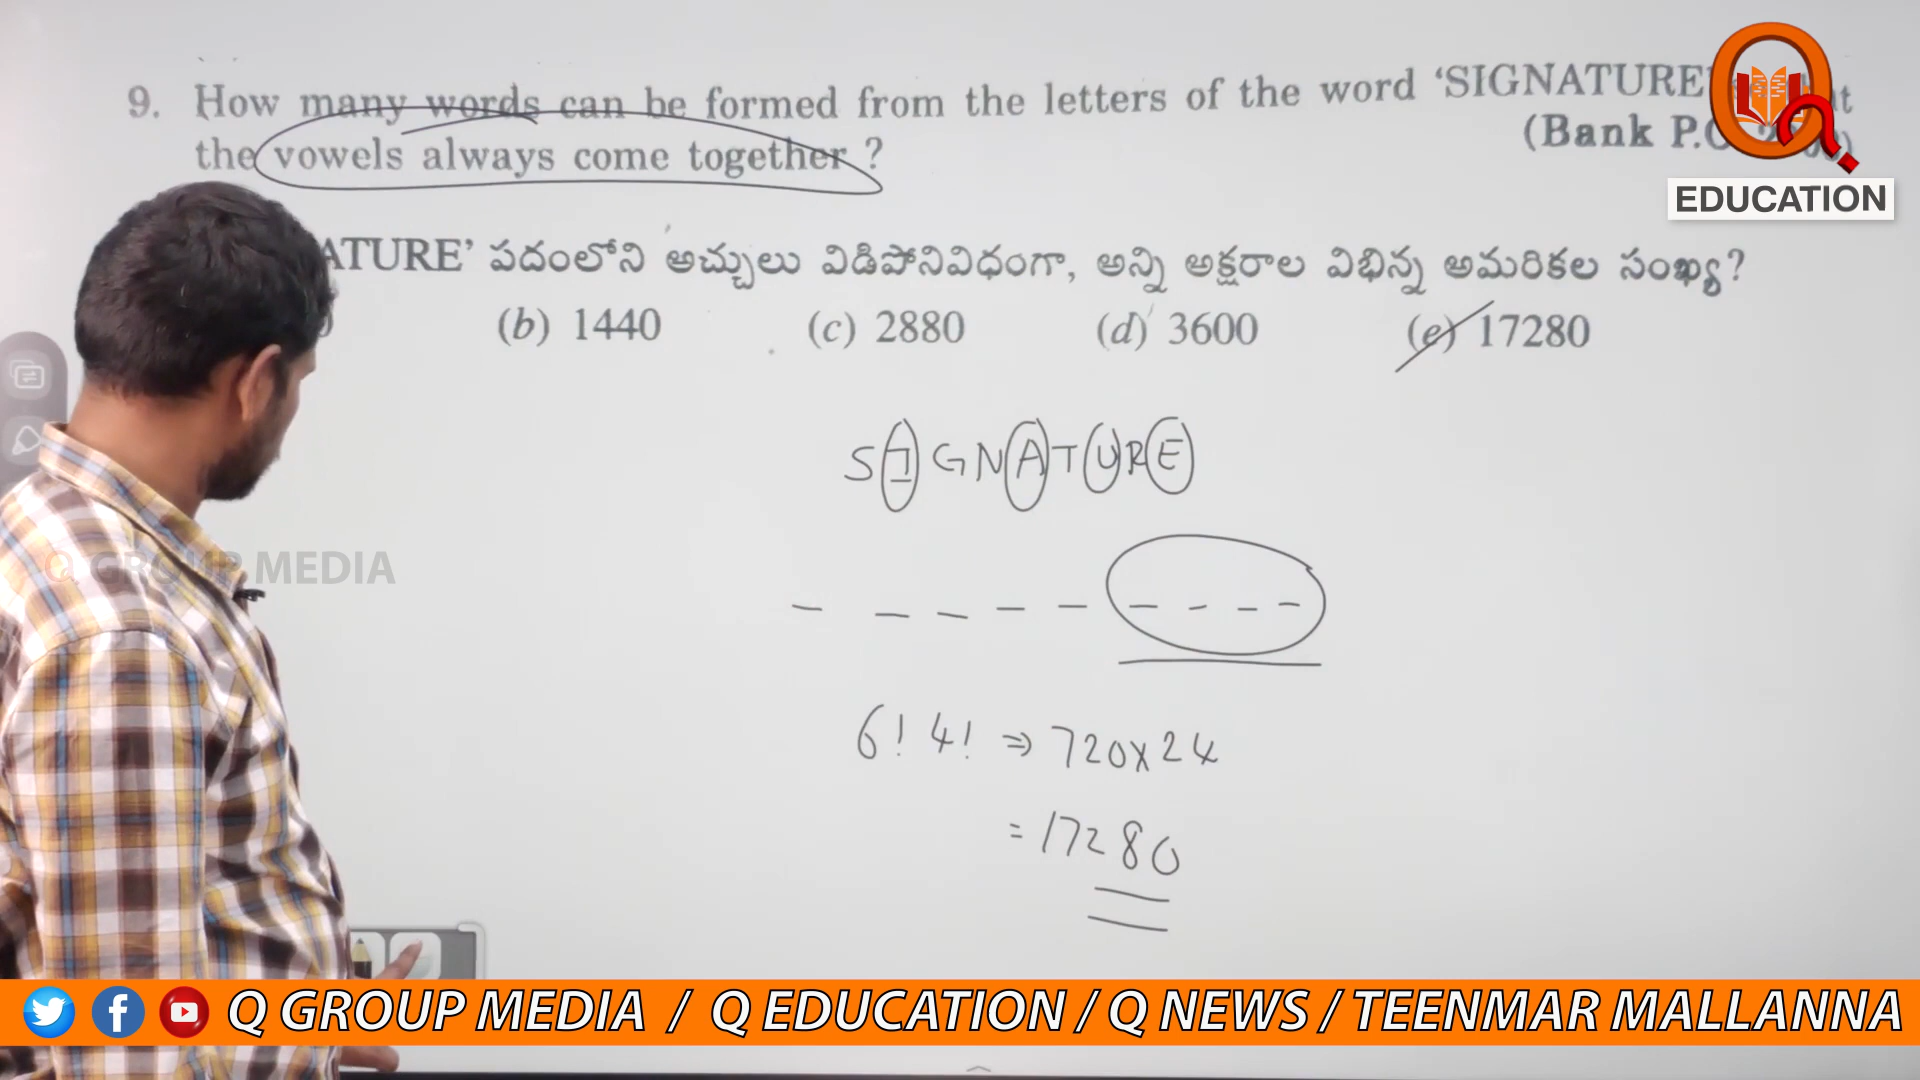 9. How many words can be formed from the letters of the word ‘SIGNATURE’
the vowels always come together ?
(Bank P.O.
EDUCATION
ATURE’ పదంలోని అచ్చులు విడిపోనివిధంగా, అన్ని అక్షరాల విభిన్న అమరికల సంఖ్య?
(b) 1440 (c) 2880 (d) 3600 (e) 17280
SIGNATURE
Q GROUP MEDIA
6! 4! ⇒ 720x24
= 17280
Q GROUP MEDIA / Q EDUCATION / Q NEWS / TEENMAR MALLANNA